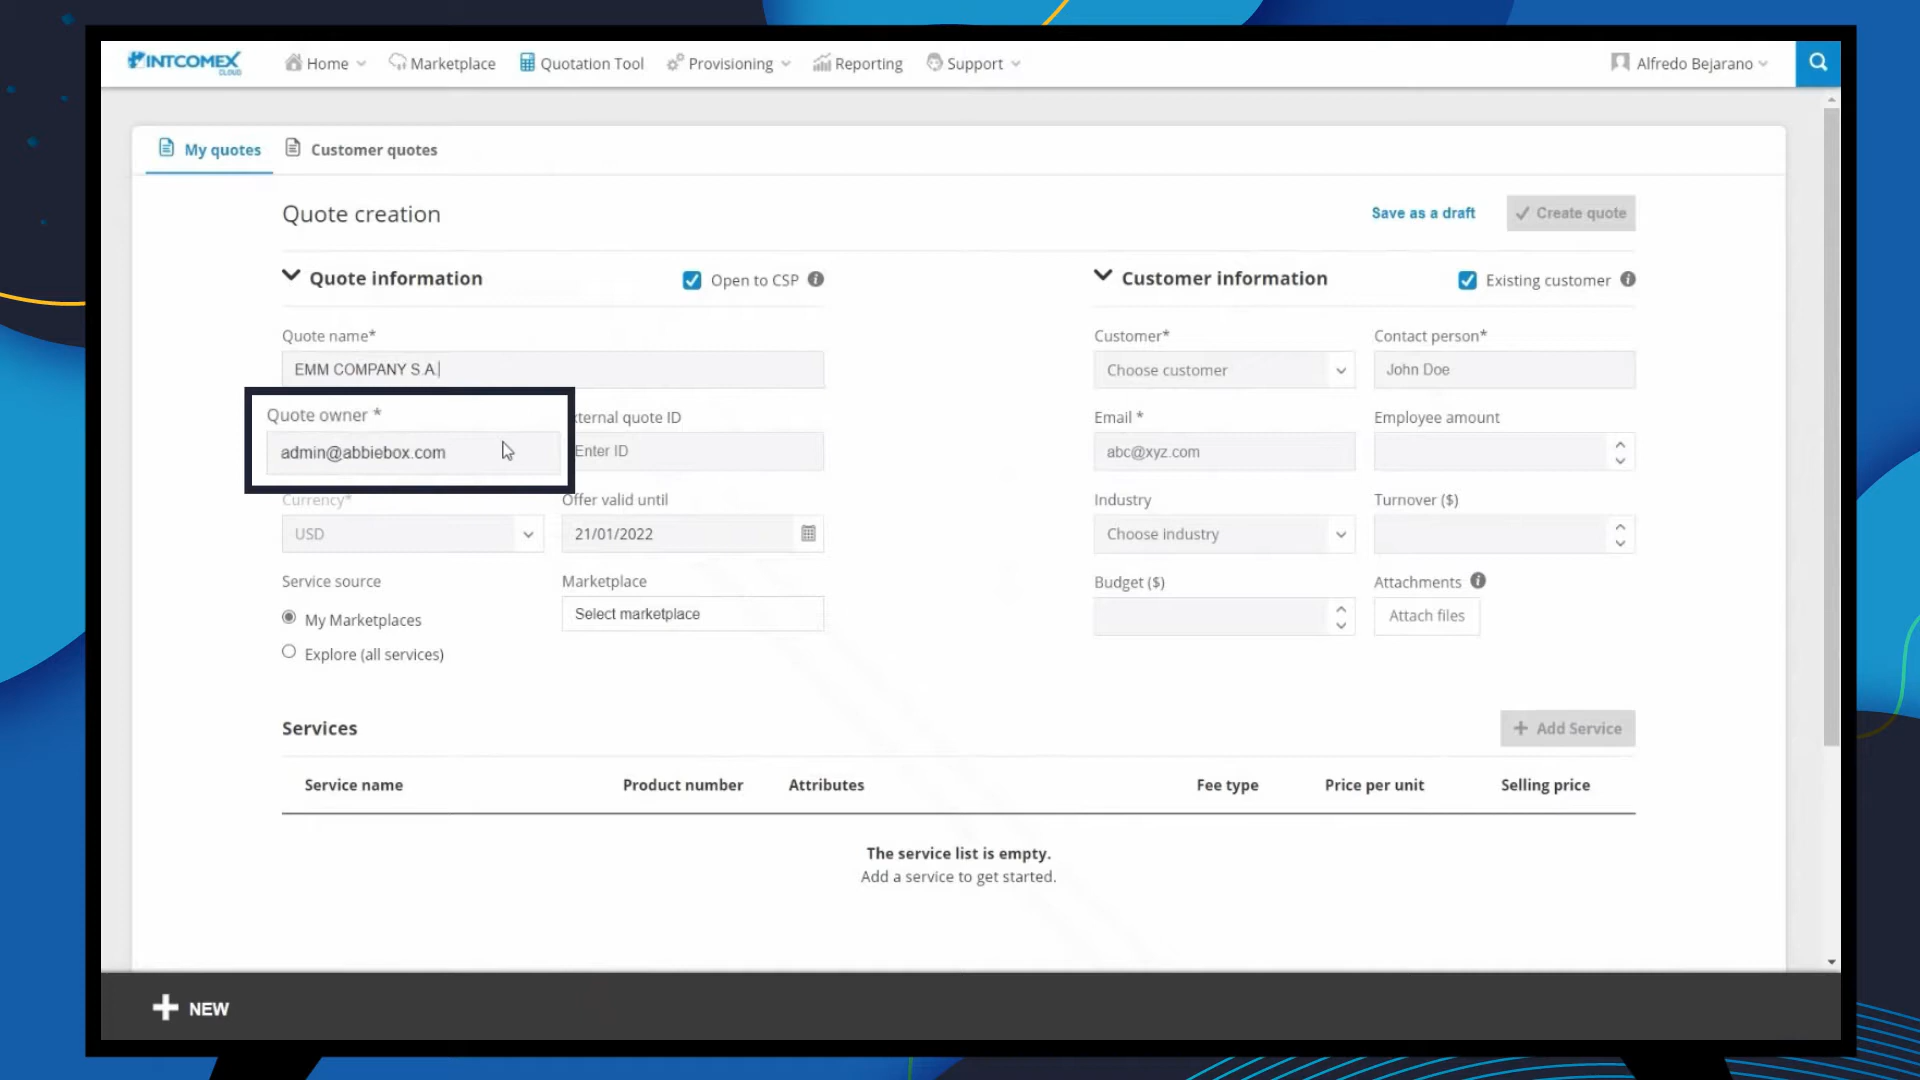 INTCOMEX CLOUD
Home
Marketplace
Quotation Tool
Provisioning
Reporting
Support
Alfredo Bejarano
My quotes
Customer quotes
Quote creation
Save as a draft
Create quote
Quote information
Open to CSP
Customer information
Existing customer
Quote name*
Customer*
Contact person*
EMM COMPANY S.A.
Choose customer
John Doe
Quote owner *
ternal quote ID
Email *
Employee amount
admin@abbiebox.com
Enter ID
abc@xyz.com
Currency*
Offer valid until
Industry
Turnover ($)
USD
21/01/2022
Choose industry
Service source
Marketplace
Budget ($)
Attachments
My Marketplaces
Select marketplace
Attach files
Explore (all services)
Services
Add Service
Service name
Product number
Attributes
Fee type
Price per unit
Selling price
The service list is empty.
Add a service to get started.
NEW